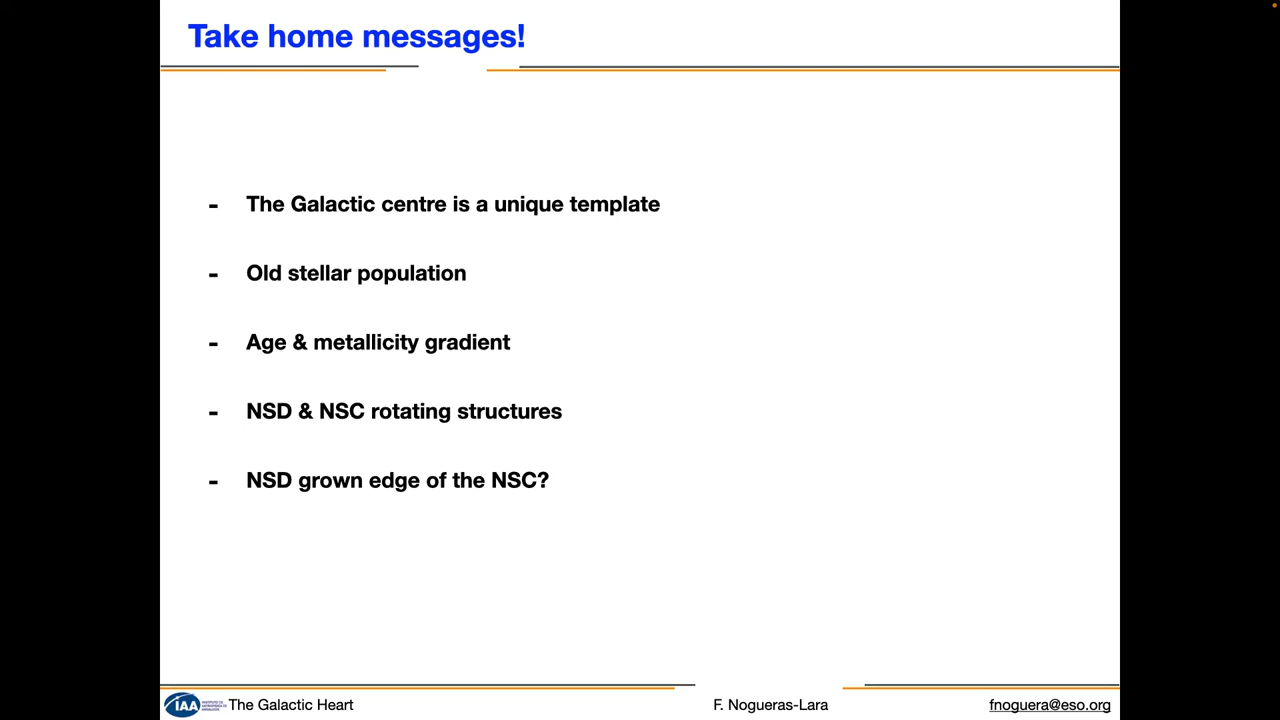 Take home messages!
- The Galactic centre is a unique template
- Old stellar population
- Age & metallicity gradient
- NSD & NSC rotating structures
- NSD grown edge of the NSC?
IAA The Galactic Heart F. Nogueras-Lara fnoguera@eso.org